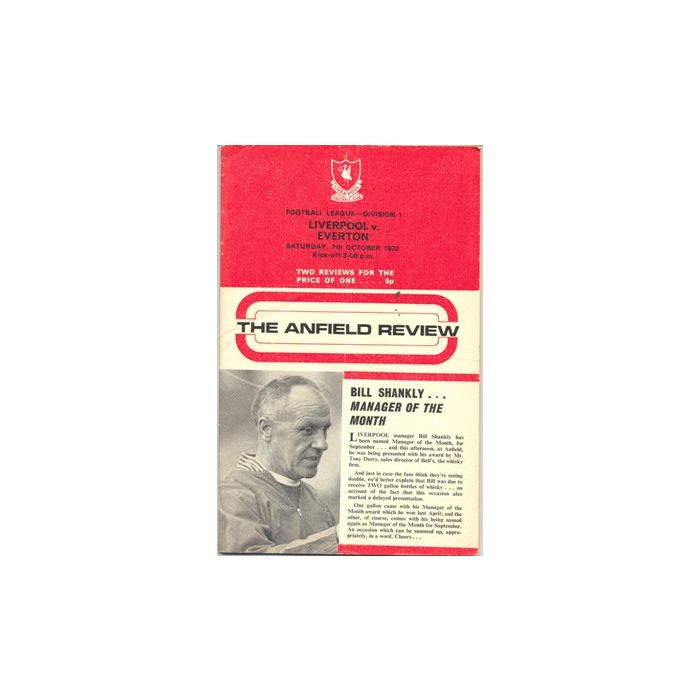 FOOTBALL LEAGUE—DIVISION 1
LIVERPOOL v.
EVERTON
SATURDAY, 7th OCTOBER 1972
Kick-off 3-00 p.m.
TWO REVIEWS FOR THE
PRICE OF ONE . . . . 5p
THE ANFIELD REVIEW
BILL SHANKLY . . .
MANAGER OF THE
MONTH
LIVERPOOL manager Bill Shankly has
been named Manager of the Month, for
September . . . and this afternoon, at Anfield,
he was being presented with his award by Mr.
Tony Derry, sales director of Bell's, the whisky
firm.
And just in case the fans think they're seeing
double, we'd better explain that Bill was due to
receive TWO gallon bottles of whisky . . . on
account of the fact that this occasion also
marked a delayed presentation.
One gallon came with his Manager of the
Month award which he won last April; and the
other, of course, comes with his being named
again as Manager of the Month for September.
An occasion which can be summed up, appro-
priately, in a word. Cheers . . .